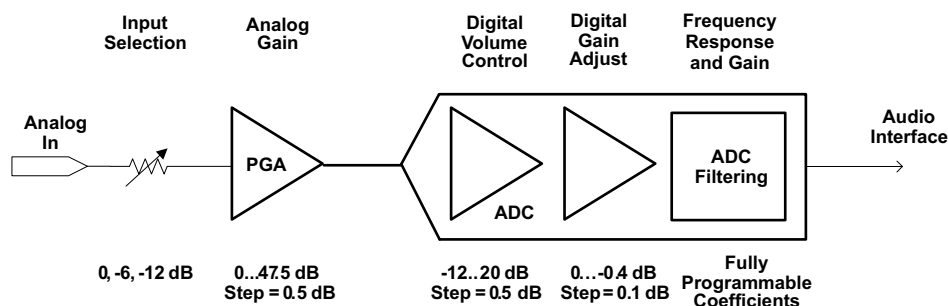 Input
Selection
Analog
Gain
Digital
Volume
Control
Digital
Gain
Adjust
Frequency
Response
and Gain
Analog
In
PGA
ADC
ADC
Filtering
Audio
Interface
0, -6, -12 dB
0...47.5 dB
Step = 0.5 dB
-12...20 dB
Step = 0.5 dB
0...-0.4 dB
Step = 0.1 dB
Fully
Programmable
Coefficients